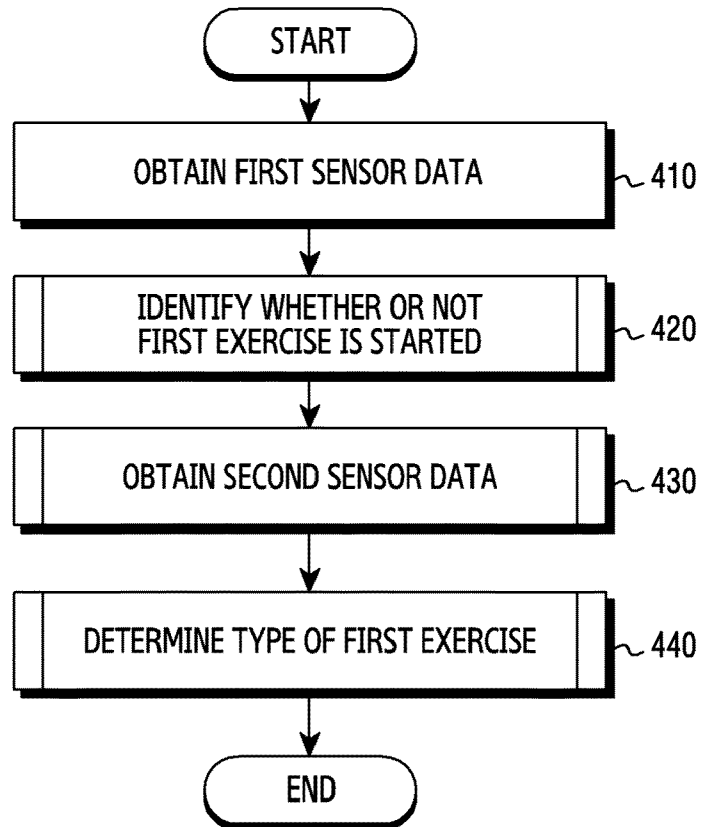 START
OBTAIN FIRST SENSOR DATA
410
IDENTIFY WHETHER OR NOT
FIRST EXERCISE IS STARTED
420
OBTAIN SECOND SENSOR DATA
430
DETERMINE TYPE OF FIRST EXERCISE
440
END